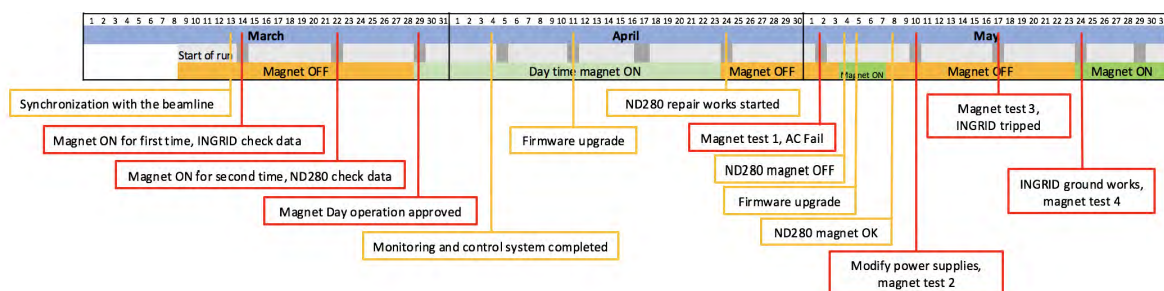 1 2 3 4 5 6 7 8 9 10 11 12 13 14 15 16 17 18 19 20 21 22 23 24 25 26 27 28 29 30 31 1 2 3 4 5 6 7 8 9 10 11 12 13 14 15 16 17 18 19 20 21 22 23 24 25 26 27 28 29 30 1 2 3 4 5 6 7 8 9 10 11 12 13 14 15 16 17 18 19 20 21 22 23 24 25 26 27 28 29 30
March April May
Start of run
Magnet OFF Day time magnet ON Magnet OFF Magnet ON Magnet OFF Magnet ON
Synchronization with the beamline
ND280 repair works started
Magnet ON for first time, INGRID check data
Firmware upgrade
Magnet test 1, AC Fail
Magnet test 3,
INGRID tripped
Magnet ON for second time, ND280 check data
ND280 magnet OFF
Magnet Day operation approved
Firmware upgrade
INGRID ground works,
magnet test 4
Monitoring and control system completed
ND280 magnet OK
Modify power supplies,
magnet test 2